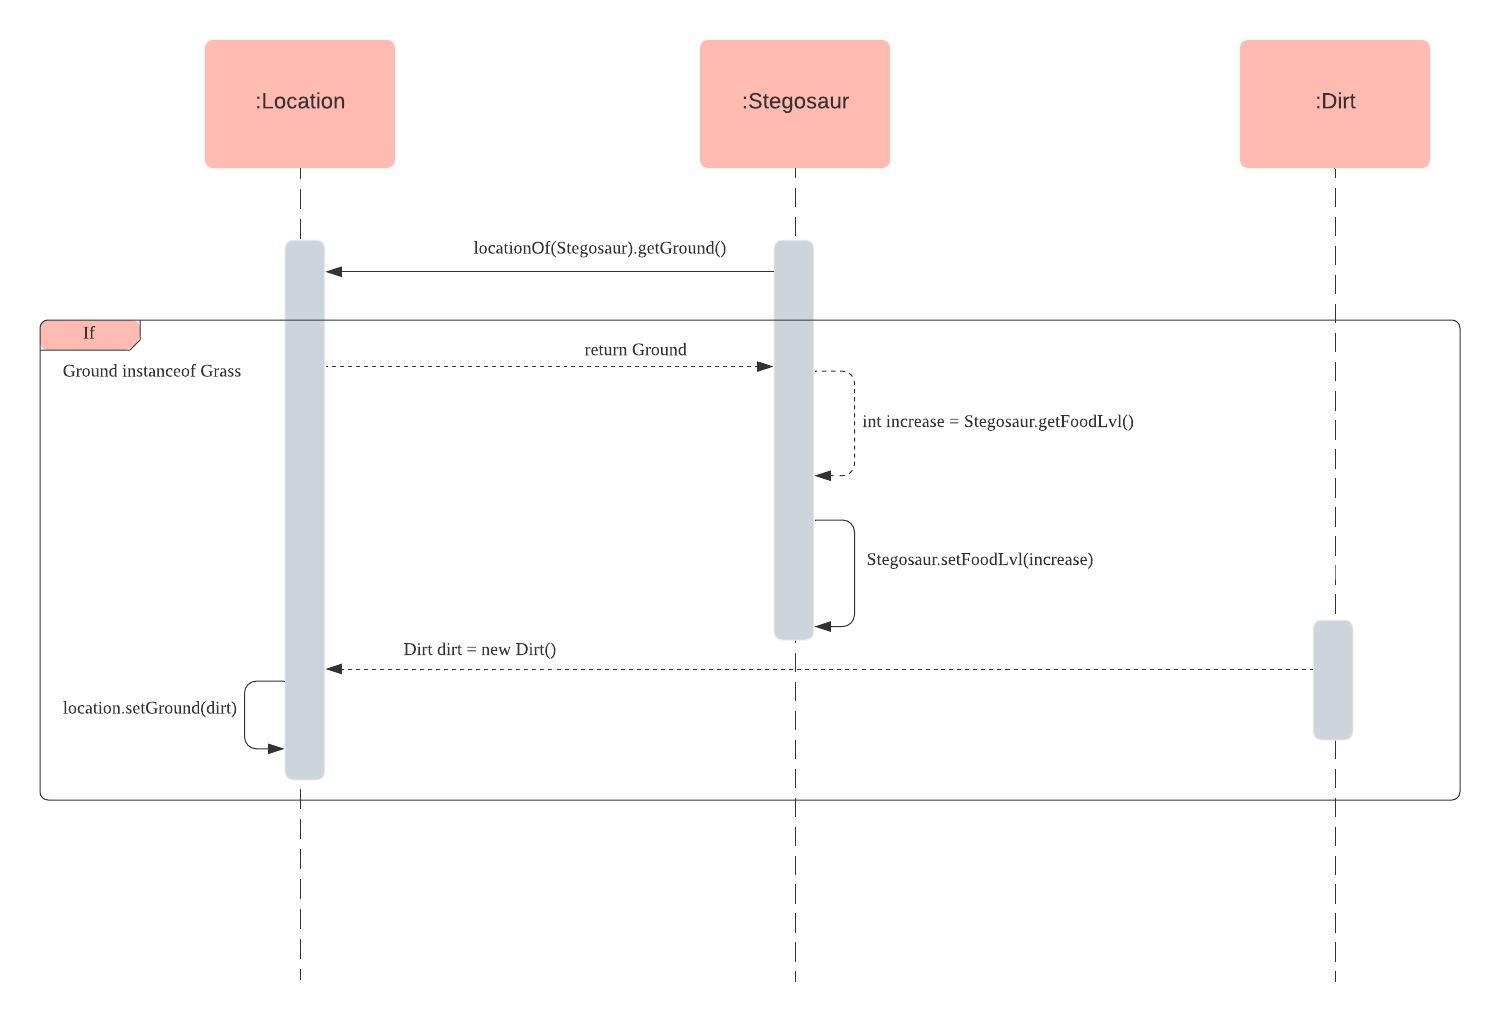 :Location
:Stegosaur
:Dirt
locationOf(Stegosaur).getGround()
If
return Ground
Ground instanceof Grass
int increase = Stegosaur.getFoodLvl()
Stegosaur.setFoodLvl(increase)
Dirt dirt = new Dirt()
location.setGround(dirt)